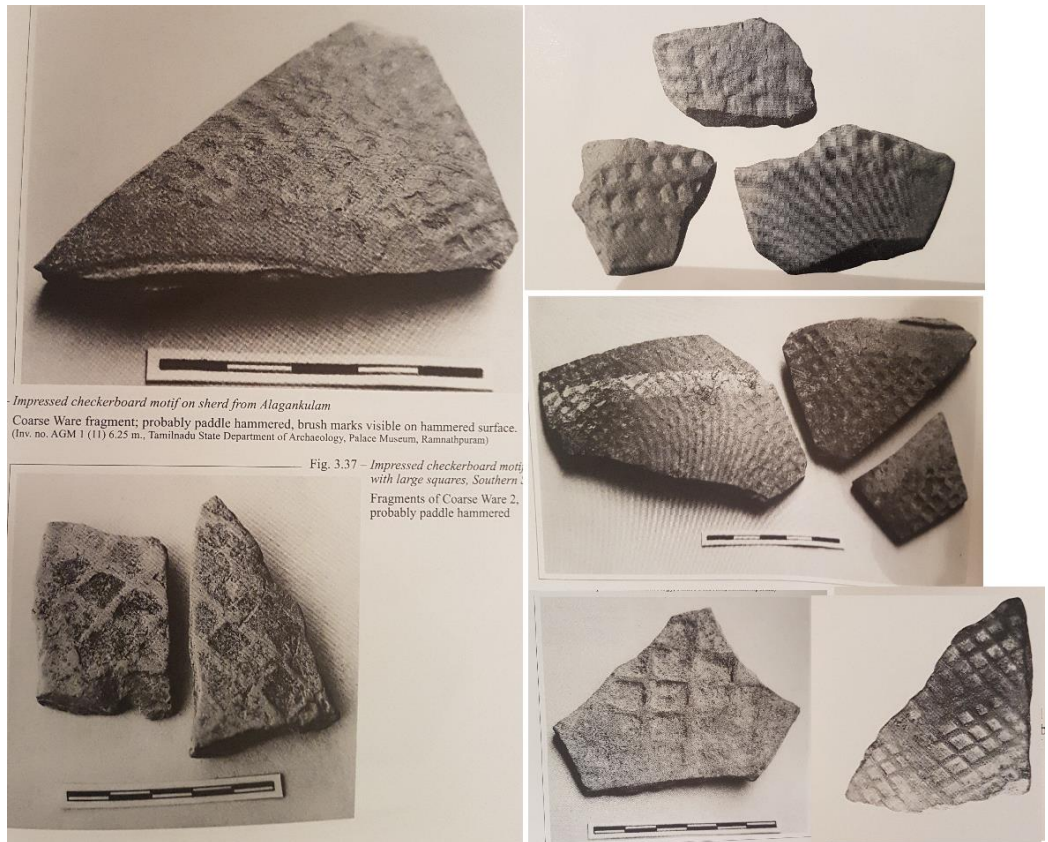 - Impressed checkerboard motif on sherd from Alagankulam
Coarse Ware fragment; probably paddle hammered, brush marks visible on hammered surface.
(Inv. no. AGM 1 (11) 6.25 m., Tamilnadu State Department of Archaeology, Palace Museum, Ramnathpuram)
Fig. 3.37 – Impressed checkerboard motif
with large squares, Southern
Fragments of Coarse Ware 2,
probably paddle hammered